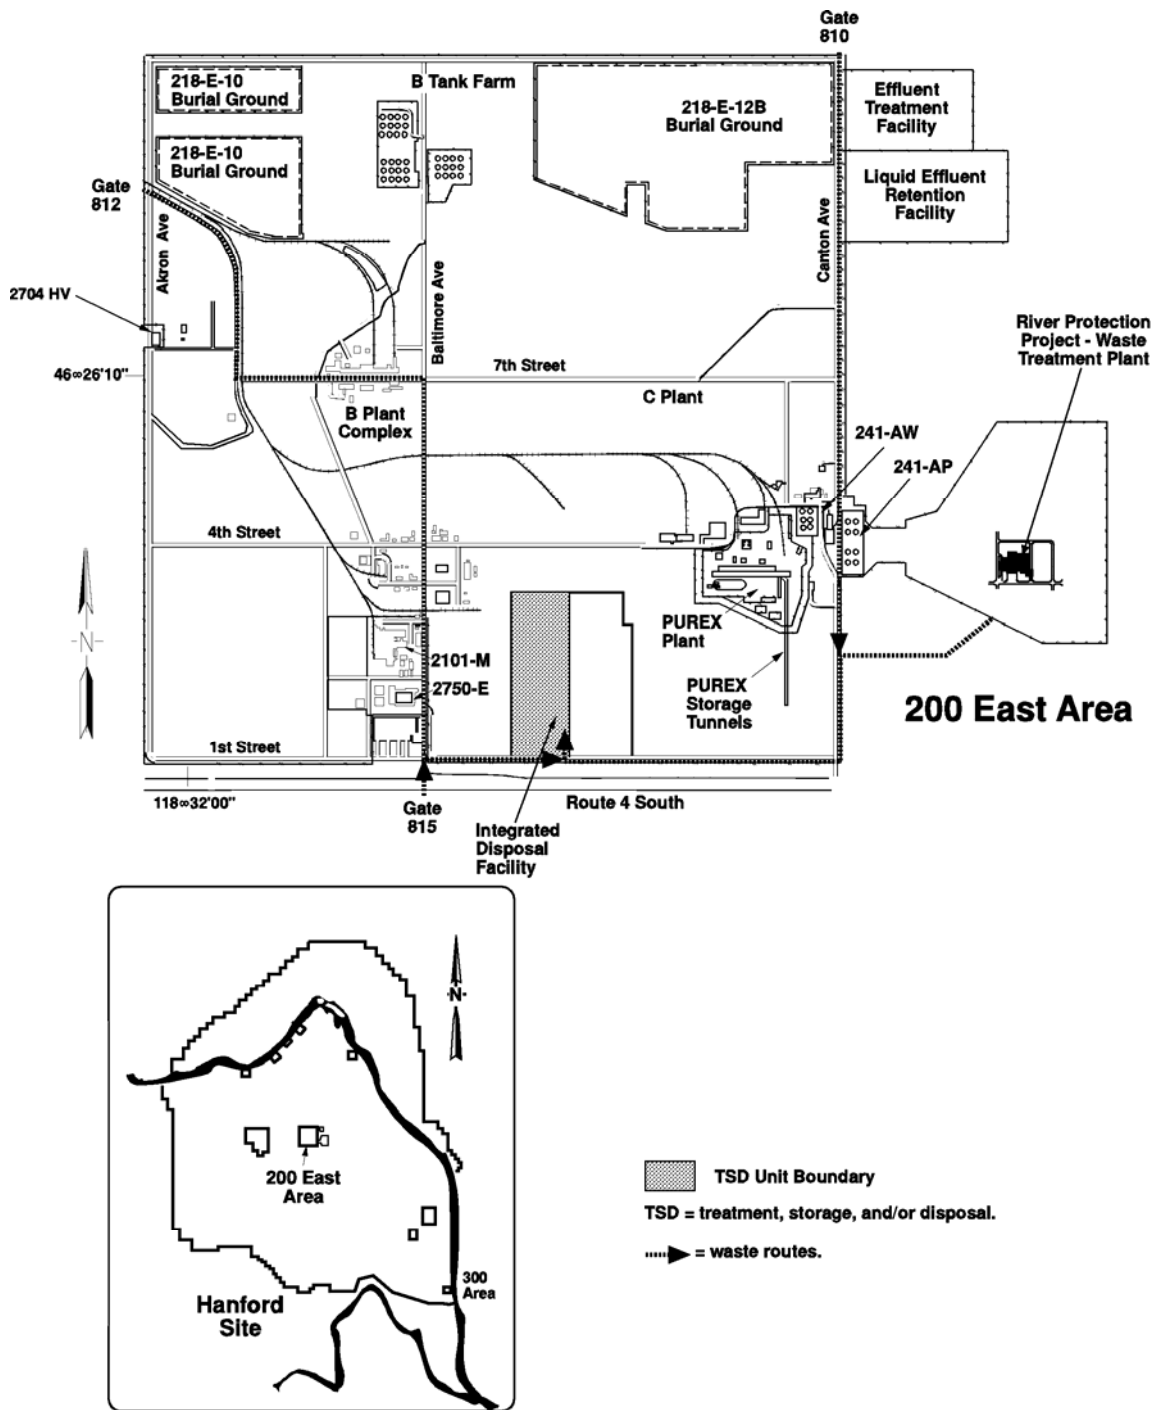 Gate
810
218-E-10
Burial Ground
B Tank Farm
218-E-12B
Burial Ground
Effluent
Treatment
Facility
218-E-10
Burial Ground
Liquid Effluent
Retention
Facility
Gate
812
Akron Ave
Baltimore Ave
Canton Ave
2704 HV
River Protection
Project - Waste
Treatment Plant
46∞26'10"
7th Street
C Plant
B Plant
Complex
241-AW
241-AP
4th Street
N
PUREX
Plant
2101-M
2750-E
PUREX
Storage
Tunnels
200 East Area
1st Street
118∞32'00"
Gate
815
Route 4 South
Integrated
Disposal
Facility
N
200 East
Area
300
Area
Hanford
Site
TSD Unit Boundary
TSD = treatment, storage, and/or disposal.
= waste routes.